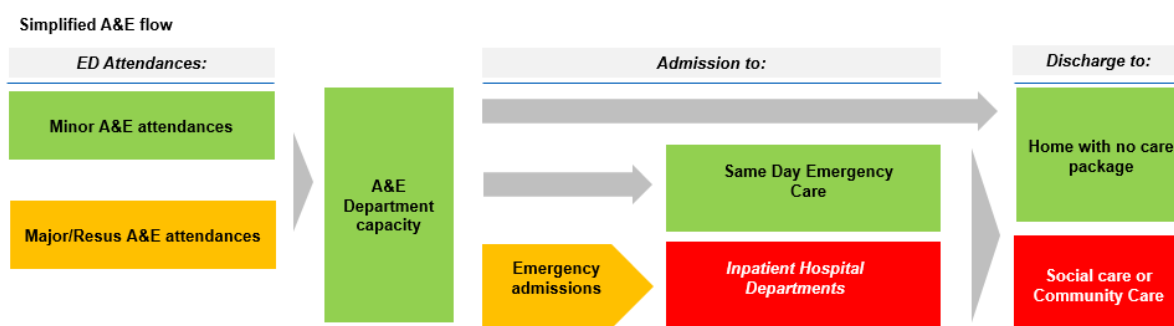 Simplified A&E flow
ED Attendances:
Admission to:
Discharge to:
Minor A&E attendances
Major/Resus A&E attendances
A&E
Department
capacity
Same Day Emergency
Care
Emergency
admissions
Inpatient Hospital
Departments
Home with no care
package
Social care or
Community Care